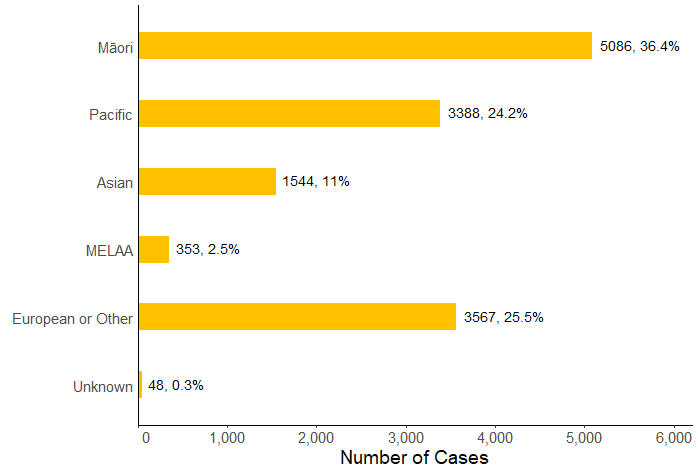 Māori
5086, 36.4%
Pacific
3388, 24.2%
Asian
1544, 11%
MELAA
353, 2.5%
European or Other
3567, 25.5%
Unknown
48, 0.3%
0 1,000 2,000 3,000 4,000 5,000 6,000
Number of Cases